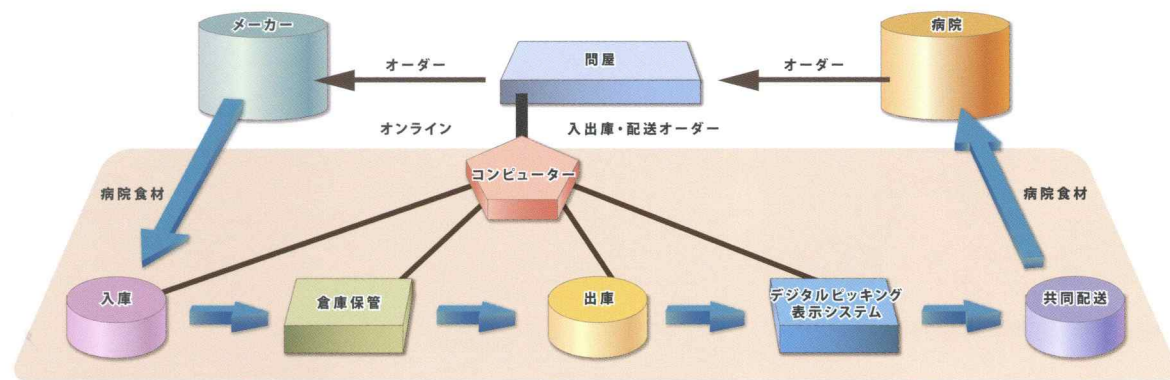 メーカー
病院
問屋
オーダー
オーダー
オンライン
入出庫・配送オーダー
コンピューター
病院食材
病院食材
入庫
倉庫保管
出庫
デジタルピッキング
表示システム
共同配送